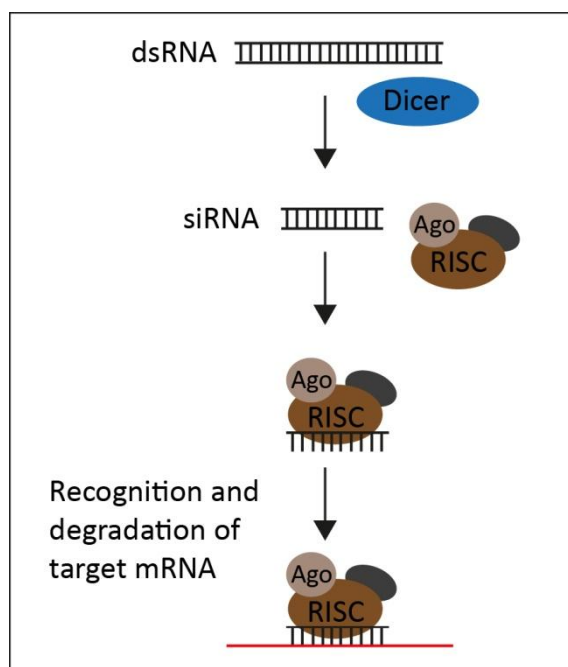 dsRNA
Dicer
siRNA
Ago
RISC
Ago
RISC
Recognition and
degradation of
target mRNA
Ago
RISC